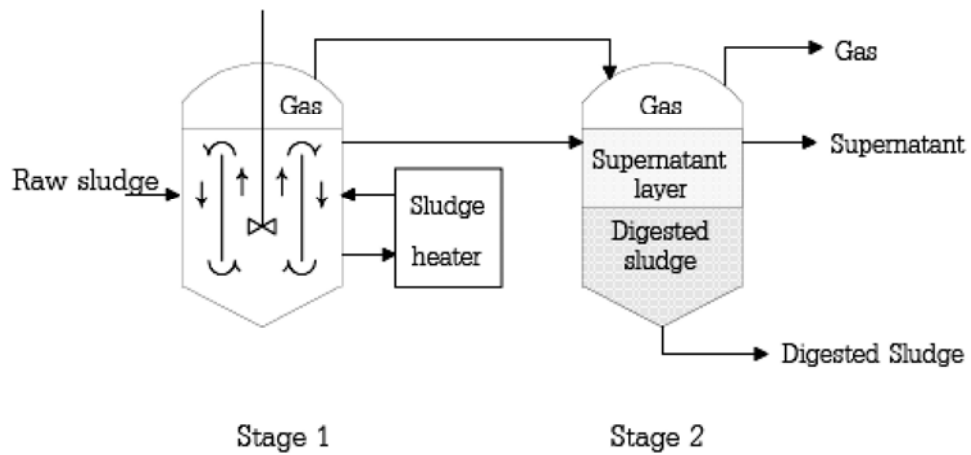 Gas
Gas
Gas
Supernatant
Supernatant
layer
Raw sludge
Sludge
heater
Digested
sludge
Digested Sludge
Stage 1
Stage 2